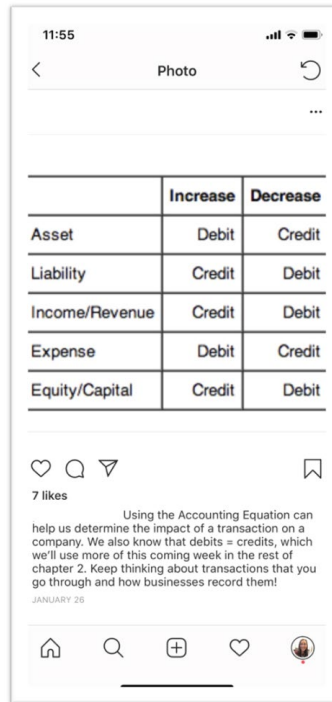 11:55
Photo
Increase Decrease
Asset Debit Credit
Liability Credit Debit
Income/Revenue Credit Debit
Expense Debit Credit
Equity/Capital Credit Debit
7 likes
Using the Accounting Equation can
help us determine the impact of a transaction on a
company. We also know that debits = credits, which
we'll use more of this coming week in the rest of
chapter 2. Keep thinking about transactions that you
go through and how businesses record them!
JANUARY 26